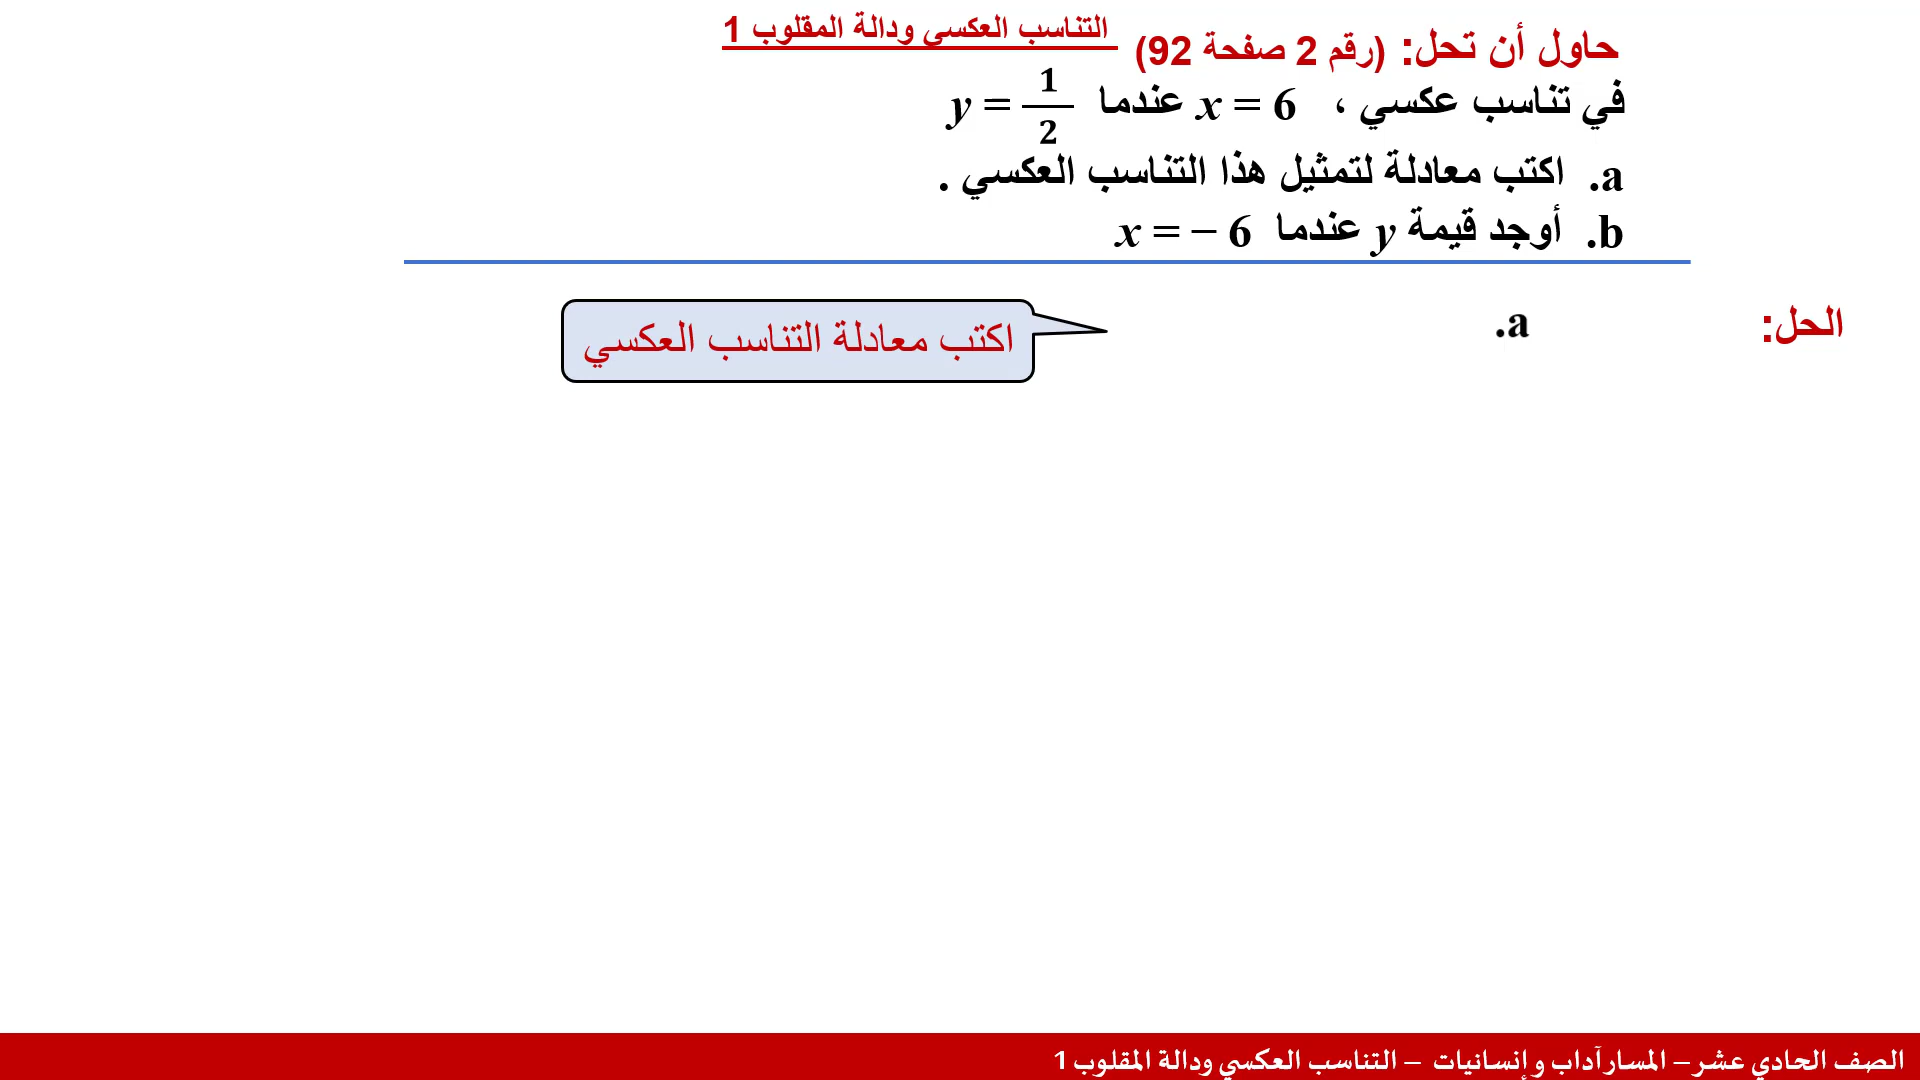 التناسب العكسي ودالة المقلوب 1
حاول أن تحل: (رقم 2 صفحة 92)
في تناسب عكسي ، x = 6 عندما y = 1/2
a. اكتب معادلة لتمثيل هذا التناسب العكسي .
b. أوجد قيمة y عندما x = − 6
الحل:
a.
اكتب معادلة التناسب العكسي
الصف الحادي عشر – المسار آداب و إنسانيات – التناسب العكسي ودالة المقلوب 1